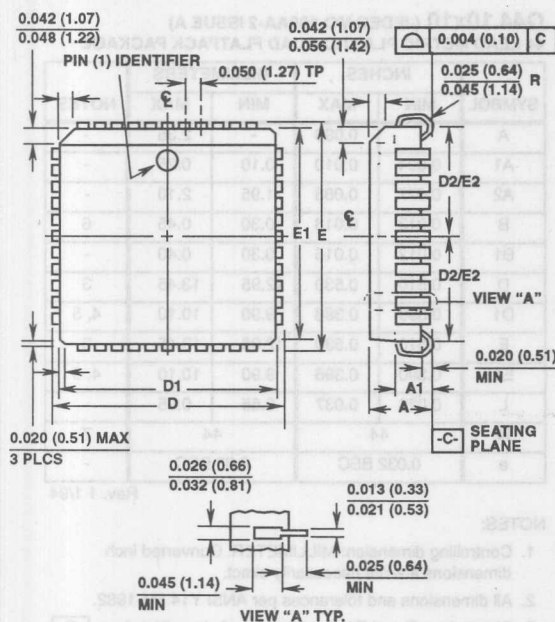 0.042 (1.07)
0.048 (1.22)
PIN (1) IDENTIFIER
0.050 (1.27) TP
0.042 (1.07)
0.056 (1.42)
0.004 (0.10) C
0.025 (0.64)
0.045 (1.14)
R
D2/E2
E1 E
D2/E2
VIEW “A”
0.020 (0.51)
MIN
D1
D
A1
A
0.020 (0.51) MAX
3 PLCS
-C- SEATING
PLANE
0.026 (0.66)
0.032 (0.81)
0.013 (0.33)
0.021 (0.53)
0.045 (1.14)
MIN
0.025 (0.64)
MIN
VIEW “A” TYP.